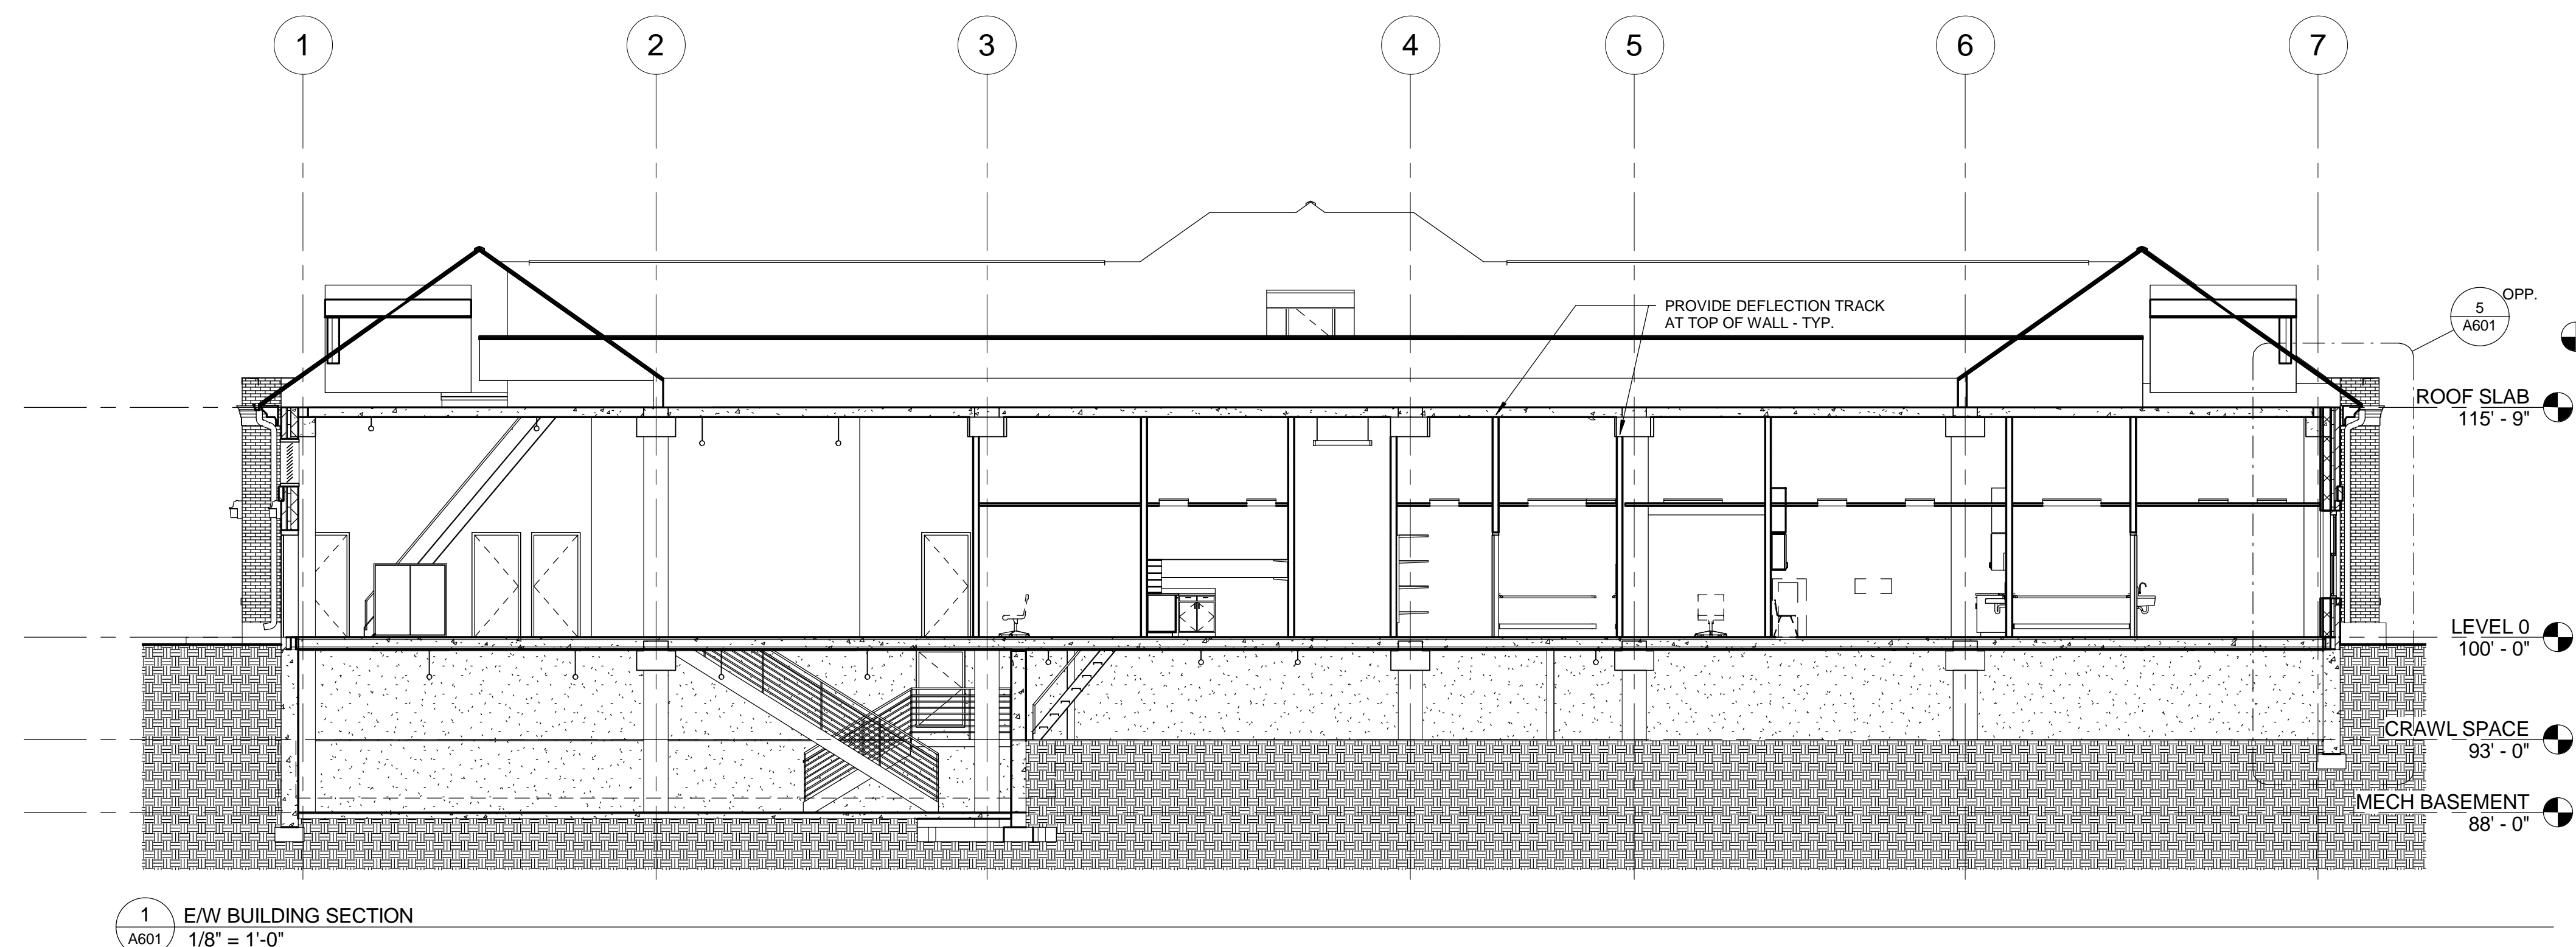 1
2
3
4
5
6
7
PROVIDE DEFLECTION TRACK
AT TOP OF WALL - TYP.
5
A601
OPP.
ROOF SLAB
115' - 9"
LEVEL 0
100' - 0"
CRAWL SPACE
93' - 0"
MECH BASEMENT
88' - 0"
1
A601
E/W BUILDING SECTION
1/8" = 1'-0"